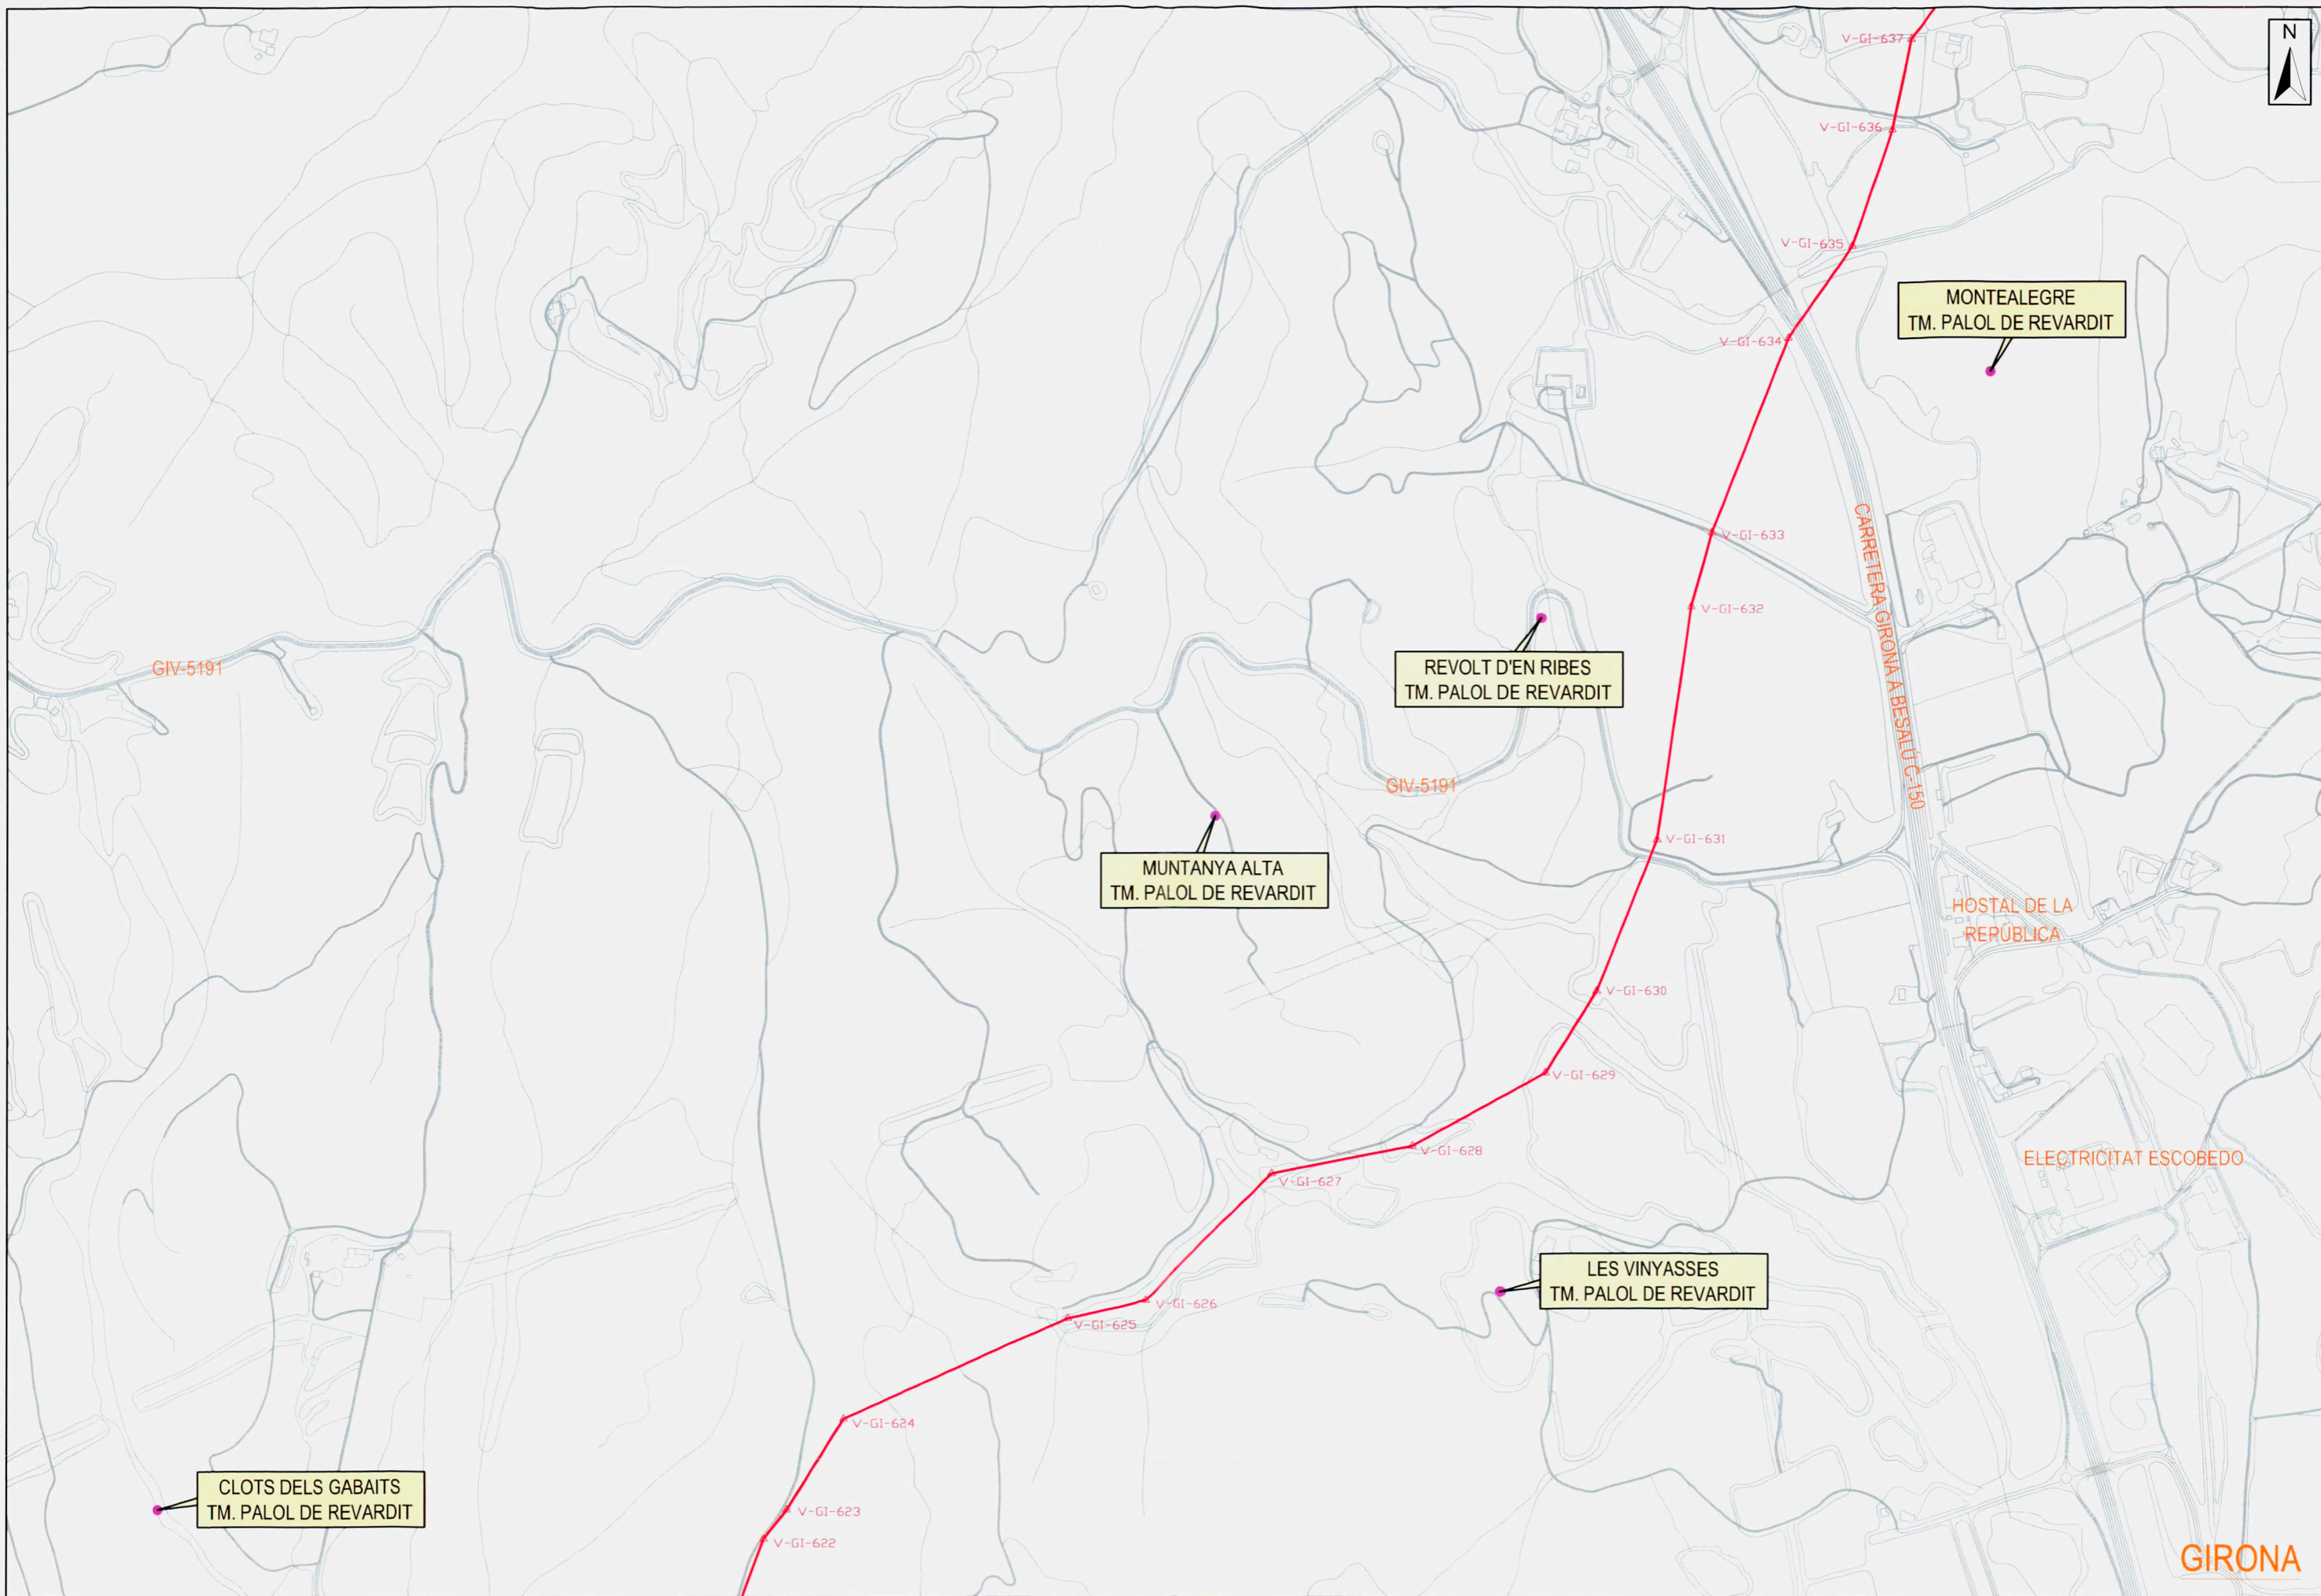 N
V-GI-637
V-GI-636
V-GI-635
MONTEALEGRE
TM. PALOL DE REVARDIT
V-GI-634
V-GI-633
CARRETERA GIRONA A BESALÚ C-150
V-GI-632
GIV-5191
REVOLT D'EN RIBES
TM. PALOL DE REVARDIT
GIV-5191
V-GI-631
MUNTANYA ALTA
TM. PALOL DE REVARDIT
HOSTAL DE LA
REPÚBLICA
V-GI-630
V-GI-629
V-GI-628
ELECTRICITAT ESCOBEDO
V-GI-627
LES VINYASSES
TM. PALOL DE REVARDIT
V-GI-626
V-GI-625
V-GI-624
CLOTS DELS GABAITS
TM. PALOL DE REVARDIT
V-GI-623
V-GI-622
GIRONA